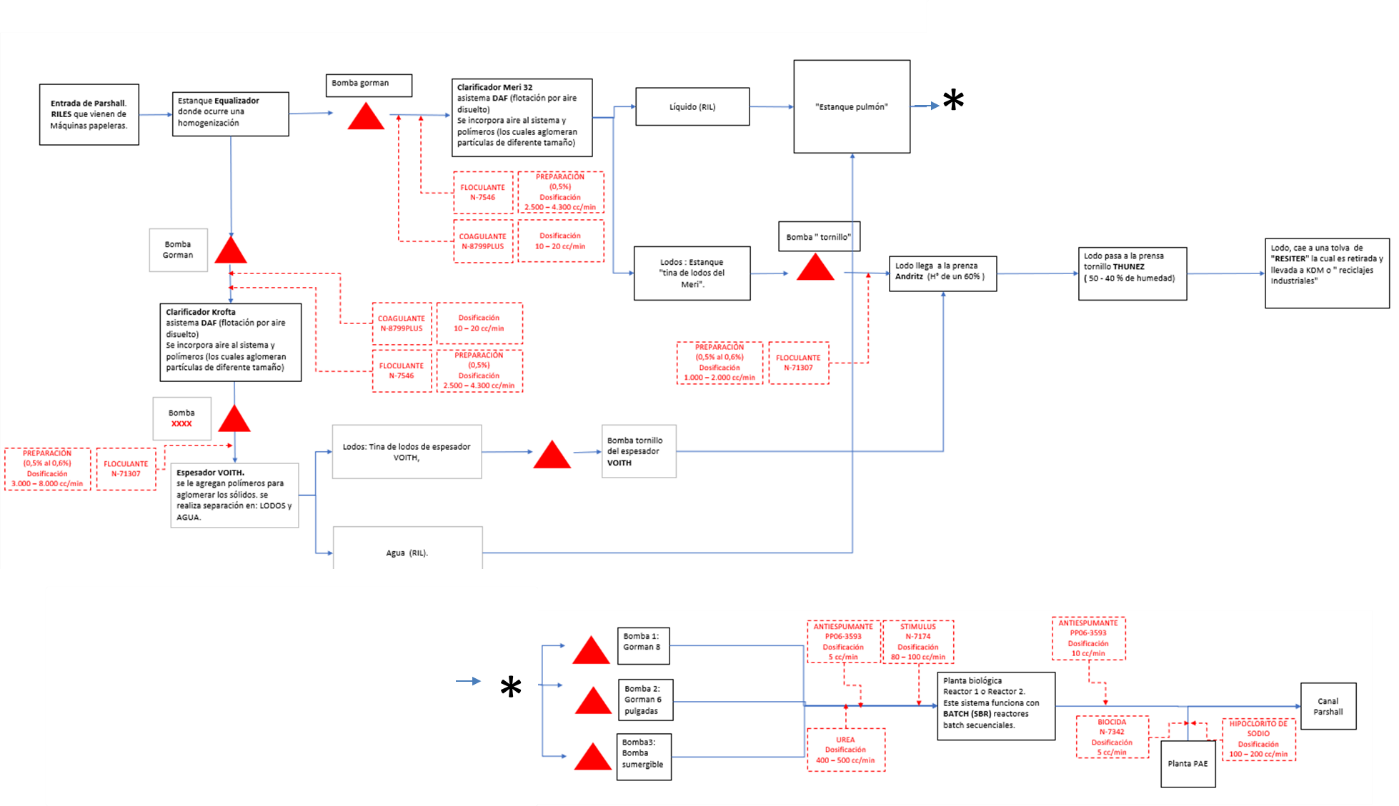 Entrada de Parshall.
RILES que vienen de
Máquinas papeleras.
Estanque Equalizador
donde ocurre una
homogenización
Bomba gorman
Clarificador Meri 32
asistema DAF (flotación por aire
disuelto)
Se incorpora aire al sistema y
polímeros (los cuales aglomeran
partículas de diferente tamaño)
Líquido (RIL)
"Estanque pulmón"
*
FLOCULANTE
N-7546
PREPARACIÓN
(0,5%)
Dosificación
2.500 – 4.300 cc/min
COAGULANTE
N-8799PLUS
Dosificación
10 – 20 cc/min
Bomba
Gorman
Lodos : Estanque
"tina de lodos del
Meri".
Bomba " tornillo"
Lodo llega a la prenza
Andritz (H° de un 60% )
Lodo pasa a la prensa
tornillo THUNEZ
( 50 - 40 % de humedad)
Lodo, cae a una tolva de
"RESITER" la cual es retirada y
llevada a KDM o " reciclajes
Industriales"
Clarificador Krofta
asistema DAF (flotación por aire
disuelto)
Se incorpora aire al sistema y
polímeros (los cuales aglomeran
partículas de diferente tamaño)
COAGULANTE
N-8799PLUS
Dosificación
10 – 20 cc/min
FLOCULANTE
N-7546
PREPARACIÓN
(0,5%)
Dosificación
2.500 – 4.300 cc/min
PREPARACIÓN
(0,5% al 0,6%)
Dosificación
1.000 – 2.000 cc/min
FLOCULANTE
N-71307
Bomba
XXXX
PREPARACIÓN
(0,5% al 0,6%)
Dosificación
3.000 – 8.000 cc/min
FLOCULANTE
N-71307
Espesador VOITH.
se le agregan polímeros para
aglomerar los sólidos. se
realiza separación en: LODOS y
AGUA.
Lodos: Tina de lodos de espesador
VOITH,
Bomba tornillo
del espesador
VOITH
Agua (RIL).
*
Bomba 1:
Gorman 8
Bomba 2:
Gorman 6
pulgadas
Bomba3:
Bomba
sumergible
ANTIESPUMANTE
PP06-3593
Dosificación
5 cc/min
STIMULUS
N-7174
Dosificación
80 – 100 cc/min
UREA
Dosificación
400 – 500 cc/min
Planta biológica
Reactor 1 o Reactor 2.
Este sistema funciona con
BATCH (SBR) reactores
batch secuenciales.
ANTIESPUMANTE
PP06-3593
Dosificación
10 cc/min
BIOCIDA
N-7342
Dosificación
5 cc/min
HIPOCLORITO DE
SODIO
Dosificación
100 – 200 cc/min
Planta PAE
Canal
Parshall